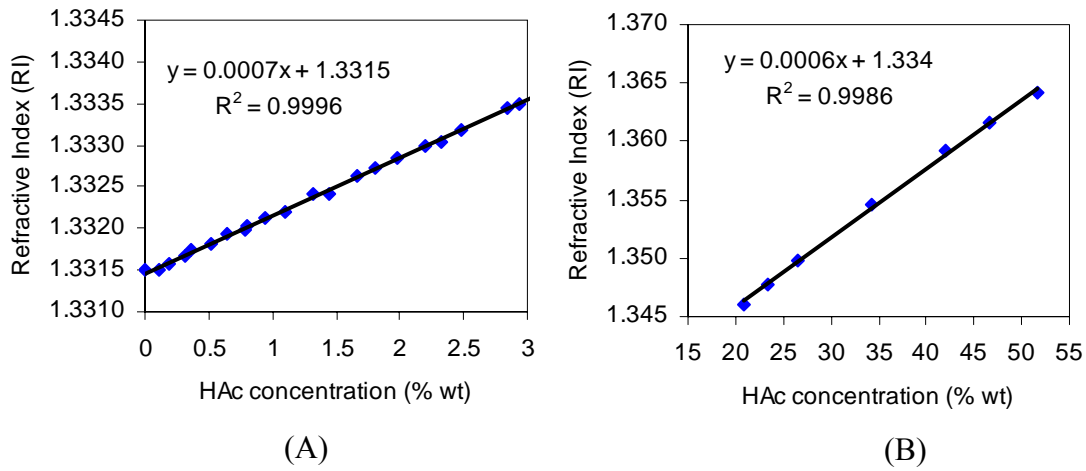 1.3345
1.3340
1.3335
1.3330
1.3325
1.3320
1.3315
1.3310
Refractive Index (RI)
y = 0.0007x + 1.3315
R² = 0.9996
0 0.5 1 1.5 2 2.5 3
HAc concentration (% wt)
(A)
1.370
1.365
1.360
1.355
1.350
1.345
Refractive Index (RI)
y = 0.0006x + 1.334
R² = 0.9986
15 20 25 30 35 40 45 50 55
HAc concentration (% wt)
(B)